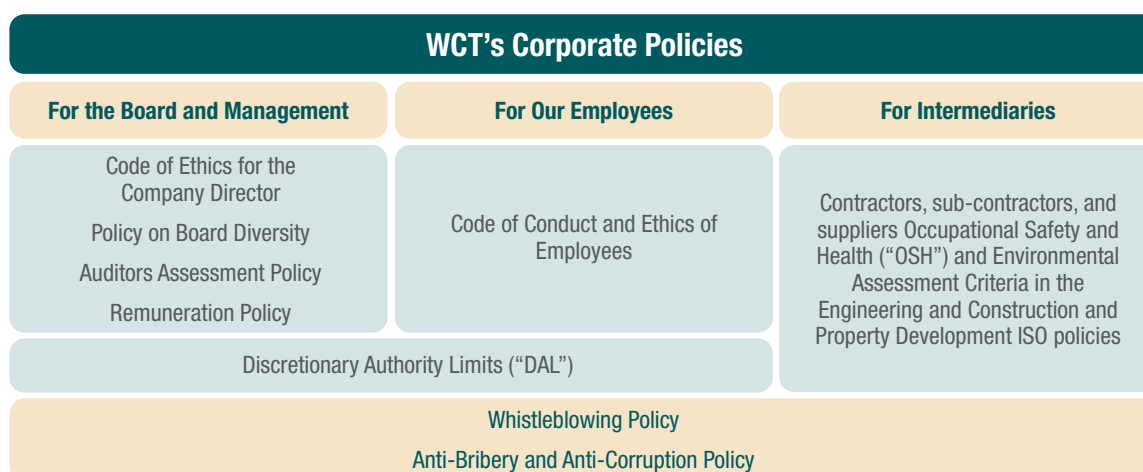 WCT's Corporate Policies
For the Board and Management
For Our Employees
For Intermediaries
Code of Ethics for the
Company Director
Policy on Board Diversity
Auditors Assessment Policy
Remuneration Policy
Code of Conduct and Ethics of
Employees
Contractors, sub-contractors, and
suppliers Occupational Safety and
Health (“OSH”) and Environmental
Assessment Criteria in the
Engineering and Construction and
Property Development ISO policies
Discretionary Authority Limits (“DAL”)
Whistleblowing Policy
Anti-Bribery and Anti-Corruption Policy